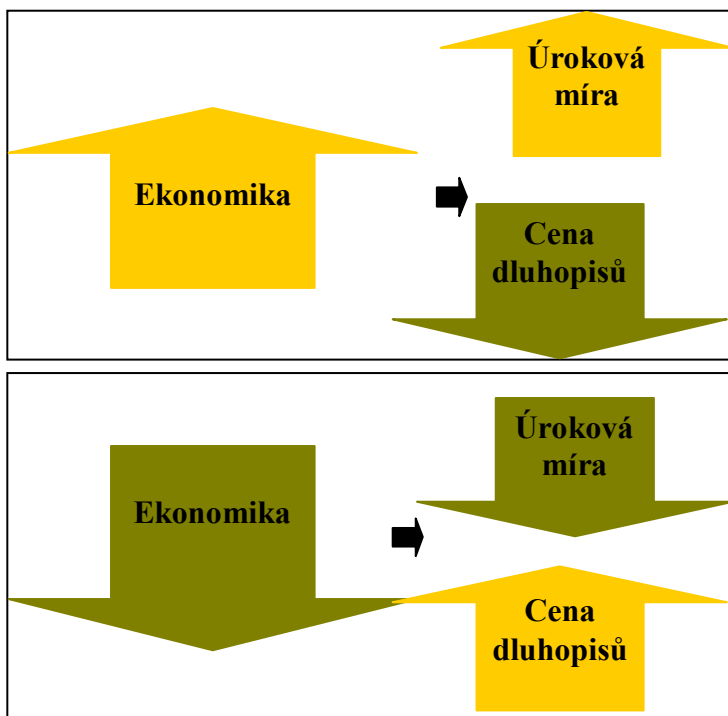 Ekonomika
Úroková
míra
Cena
dluhopisů
Ekonomika
Úroková
míra
Cena
dluhopisů